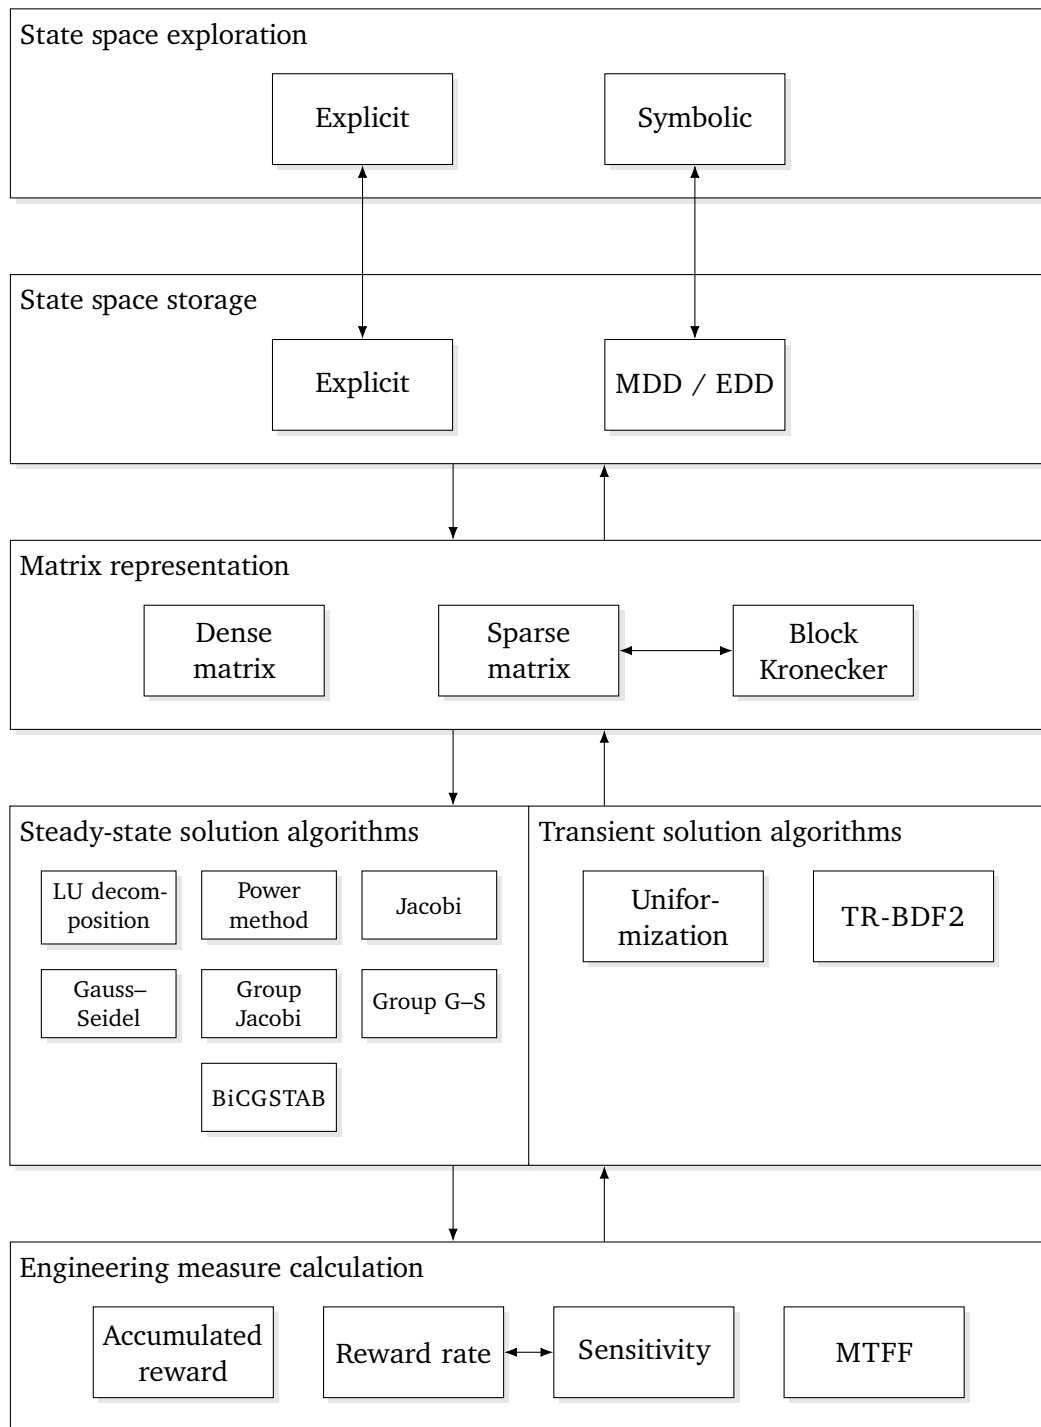 State space exploration
Explicit
Symbolic
State space storage
Explicit
MDD / EDD
Matrix representation
Dense
matrix
Sparse
matrix
Block
Kronecker
Steady-state solution algorithms
LU decom-
position
Power
method
Jacobi
Gauss–
Seidel
Group
Jacobi
Group G–S
BiCGSTAB
Transient solution algorithms
Unifor-
mization
TR-BDF2
Engineering measure calculation
Accumulated
reward
Reward rate
Sensitivity
MTFF